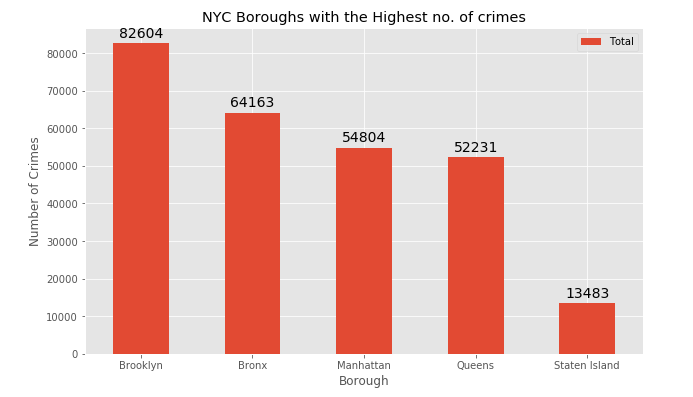 NYC Boroughs with the Highest no. of crimes
82604
Total
80000
64163
70000
60000
54804
52231
50000
40000
30000
20000
13483
10000
0
Number of Crimes
Brooklyn Bronx Manhattan Queens Staten Island
Borough